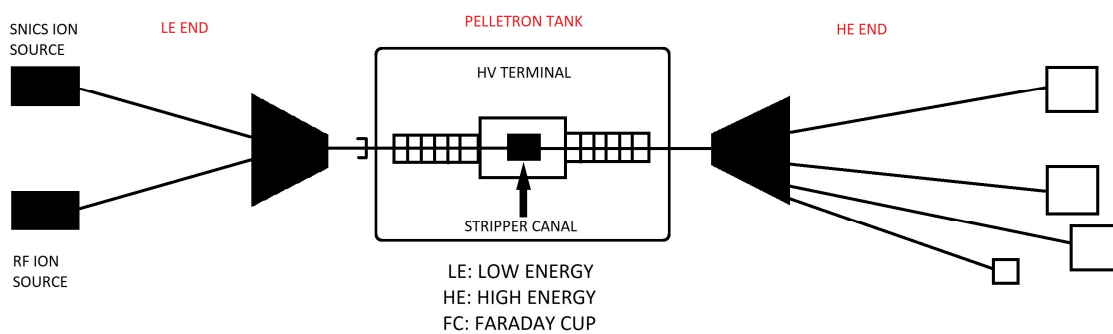 SNICS ION
SOURCE
LE END
PELLETRON TANK
HE END
HV TERMINAL
STRIPPER CANAL
RF ION
SOURCE
LE: LOW ENERGY
HE: HIGH ENERGY
FC: FARADAY CUP